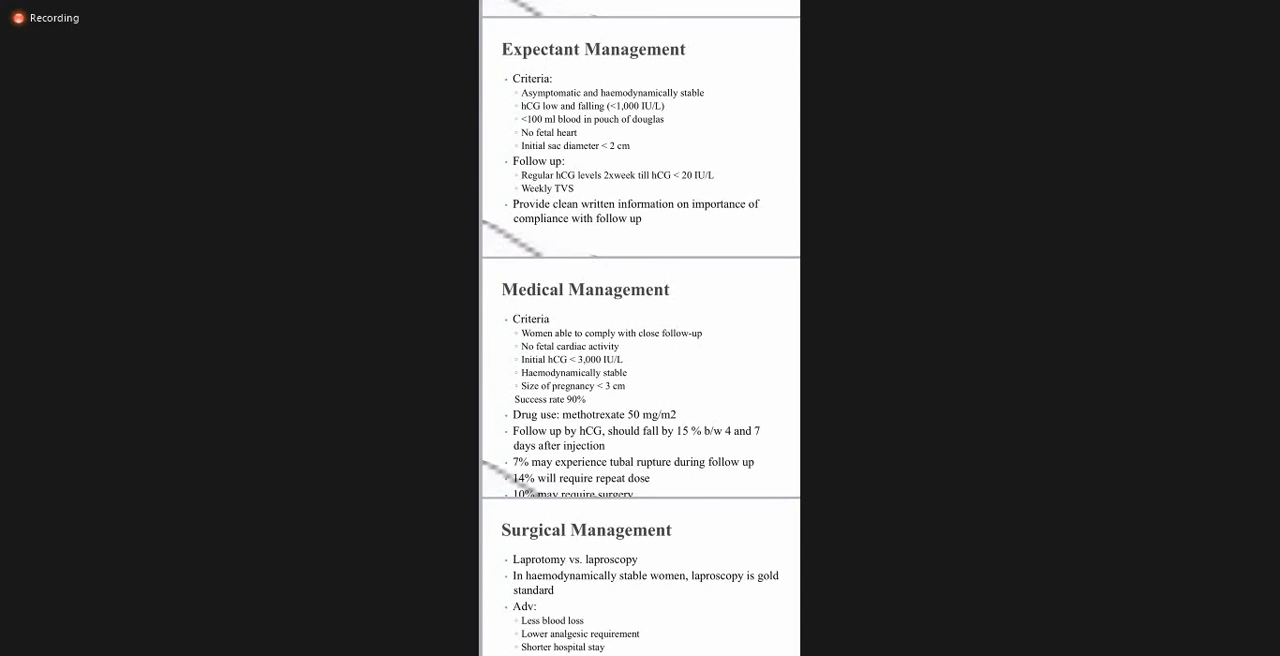 Recording
Expectant Management
Criteria:
Asymptomatic and haemodynamically stable
hCG low and falling (<1,000 IU/L)
<100 ml blood in pouch of douglas
No fetal heart
Initial sac diameter < 2 cm
Follow up:
Regular hCG levels 2xweek till hCG < 20 IU/L
Weekly TVS
Provide clean written information on importance of
compliance with follow up
Medical Management
Criteria
Women able to comply with close follow-up
No fetal cardiac activity
Initial hCG < 3,000 IU/L
Haemodynamically stable
Size of pregnancy < 3 cm
Success rate 90%
Drug use: methotrexate 50 mg/m2
Follow up by hCG, should fall by 15 % b/w 4 and 7
days after injection
7% may experience tubal rupture during follow up
14% will require repeat dose
10% may require surgery
Surgical Management
Laprotomy vs. laproscopy
In haemodynamically stable women, laproscopy is gold
standard
Adv:
Less blood loss
Lower analgesic requirement
Shorter hospital stay